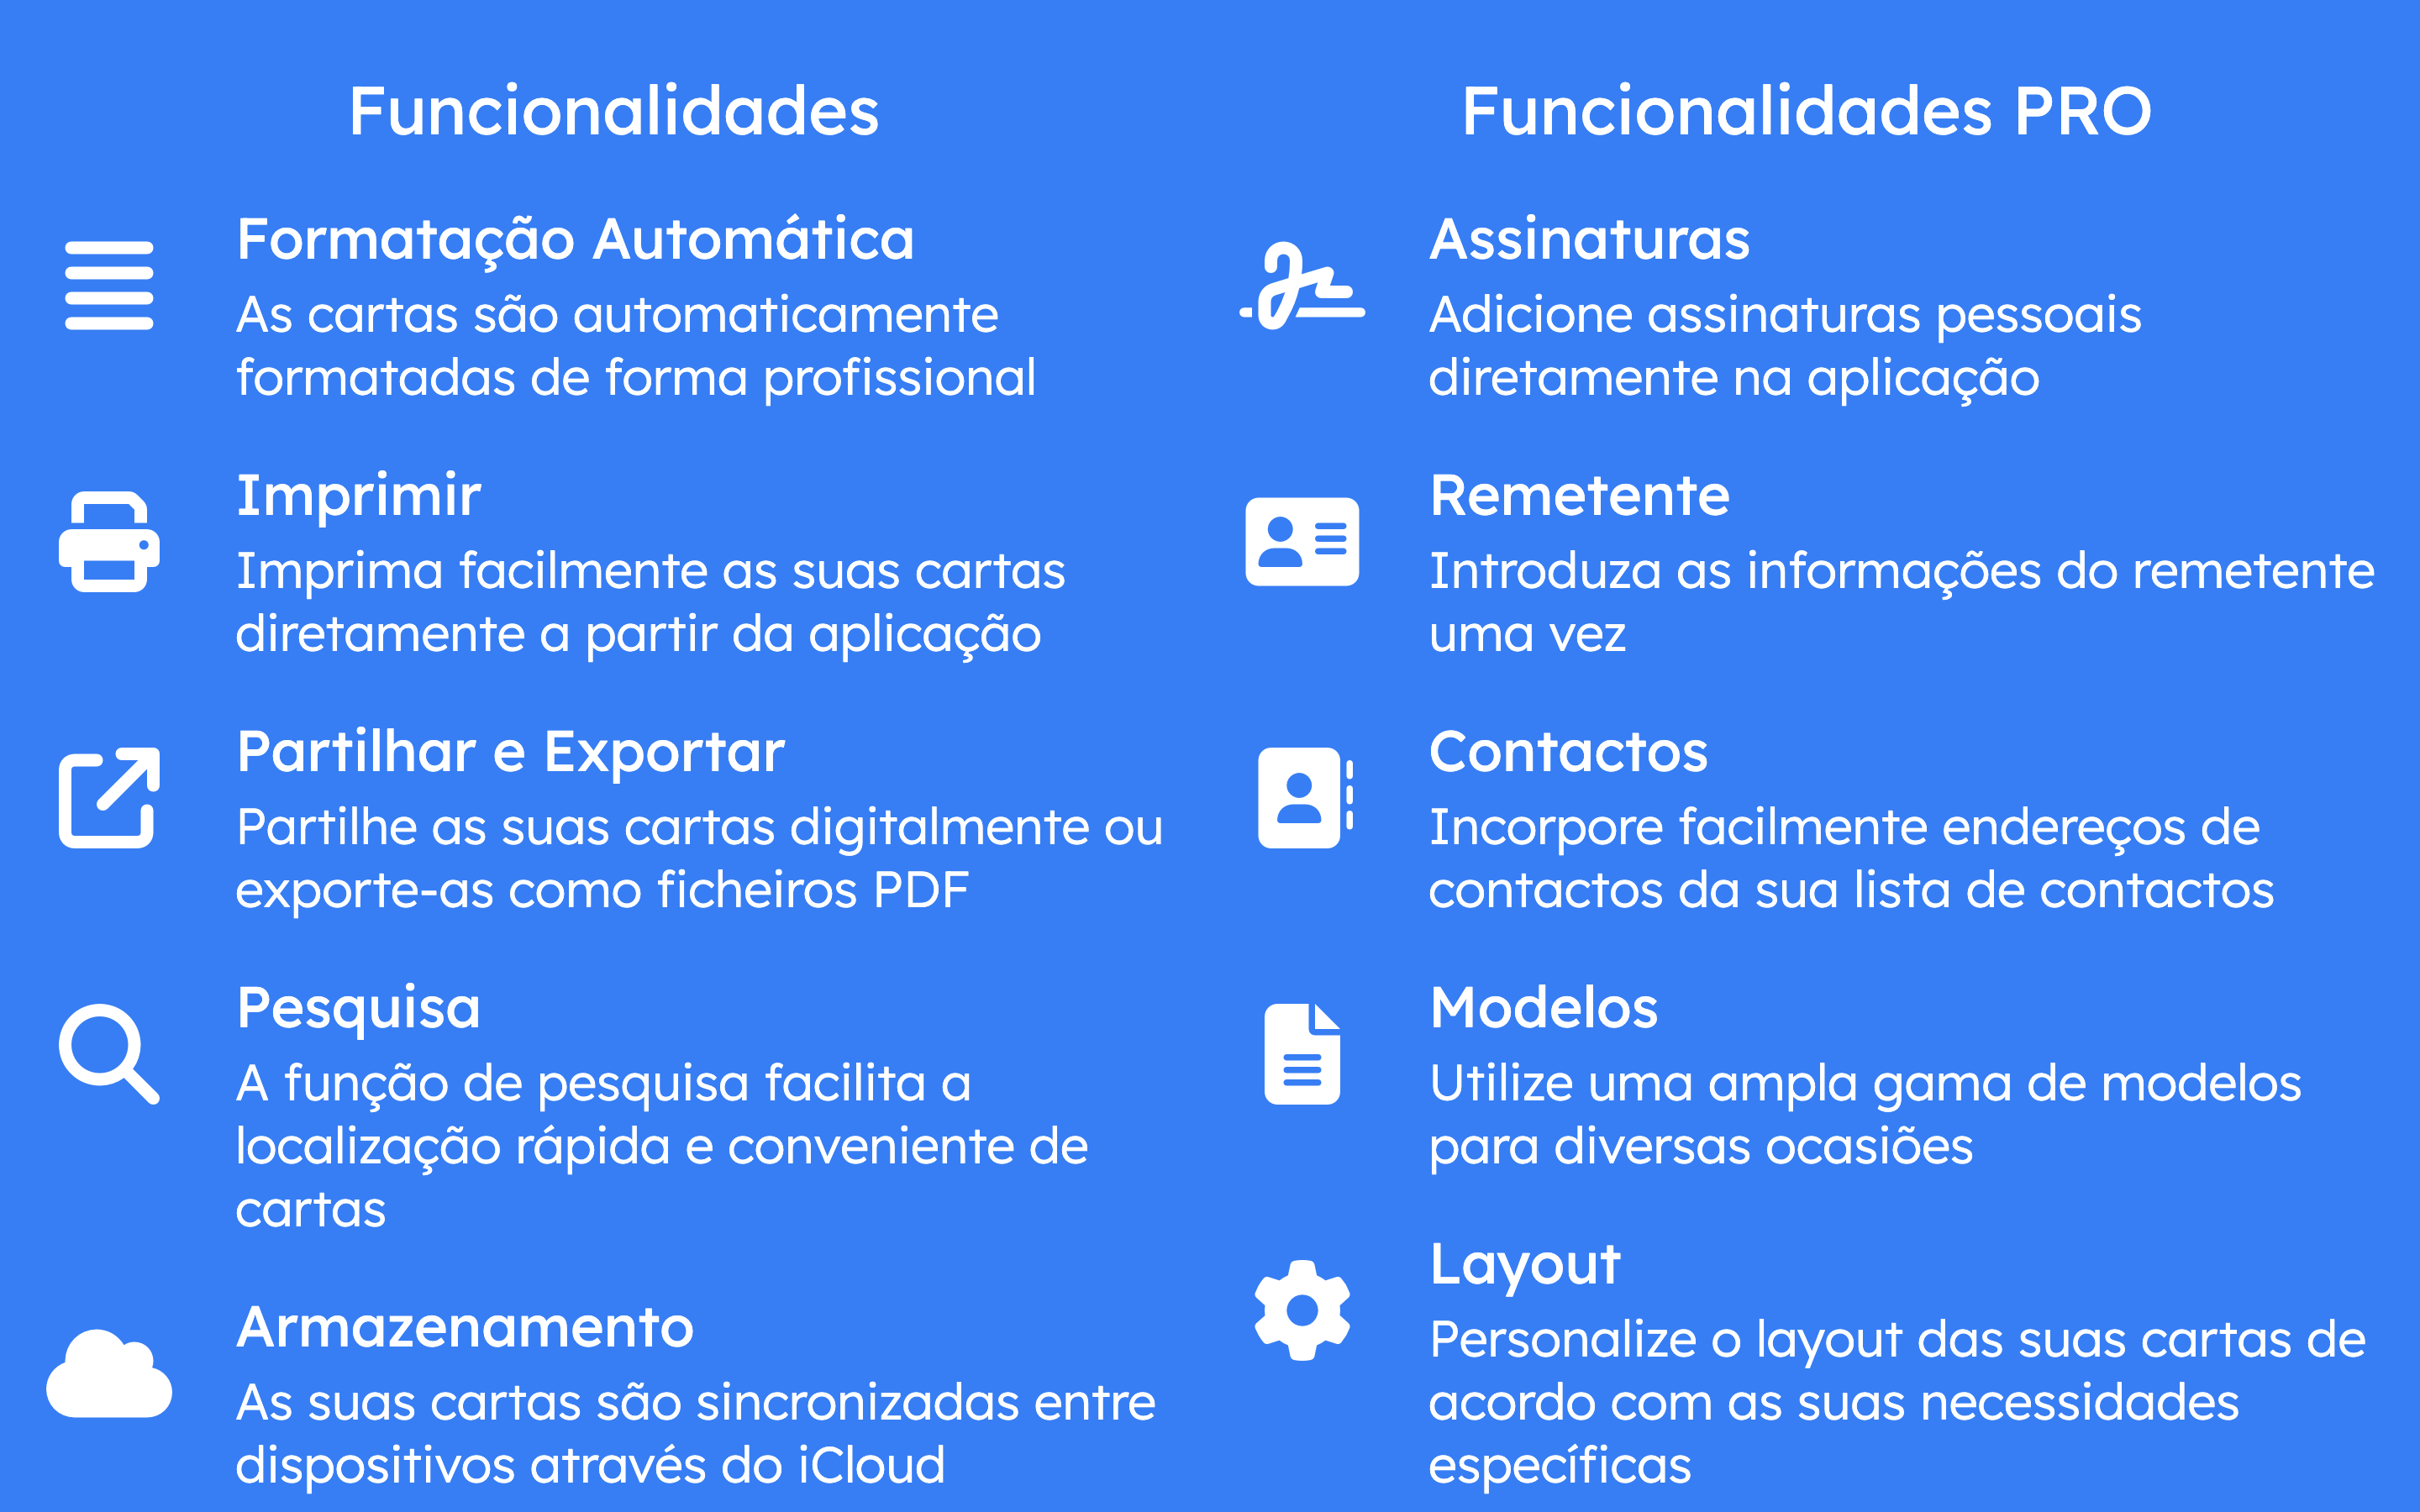 Funcionalidades
Formatação Automática
As cartas são automaticamente
formatadas de forma profissional
Imprimir
Imprima facilmente as suas cartas
diretamente a partir da aplicação
Partilhar e Exportar
Partilhe as suas cartas digitalmente ou
exporte-as como ficheiros PDF
Pesquisa
A função de pesquisa facilita a
localização rápida e conveniente de
cartas
Armazenamento
As suas cartas são sincronizadas entre
dispositivos através do iCloud
Funcionalidades PRO
Assinaturas
Adicione assinaturas pessoais
diretamente na aplicação
Remetente
Introduza as informações do remetente
uma vez
Contactos
Incorpore facilmente endereços de
contactos da sua lista de contactos
Modelos
Utilize uma ampla gama de modelos
para diversas ocasiões
Layout
Personalize o layout das suas cartas de
acordo com as suas necessidades
específicas